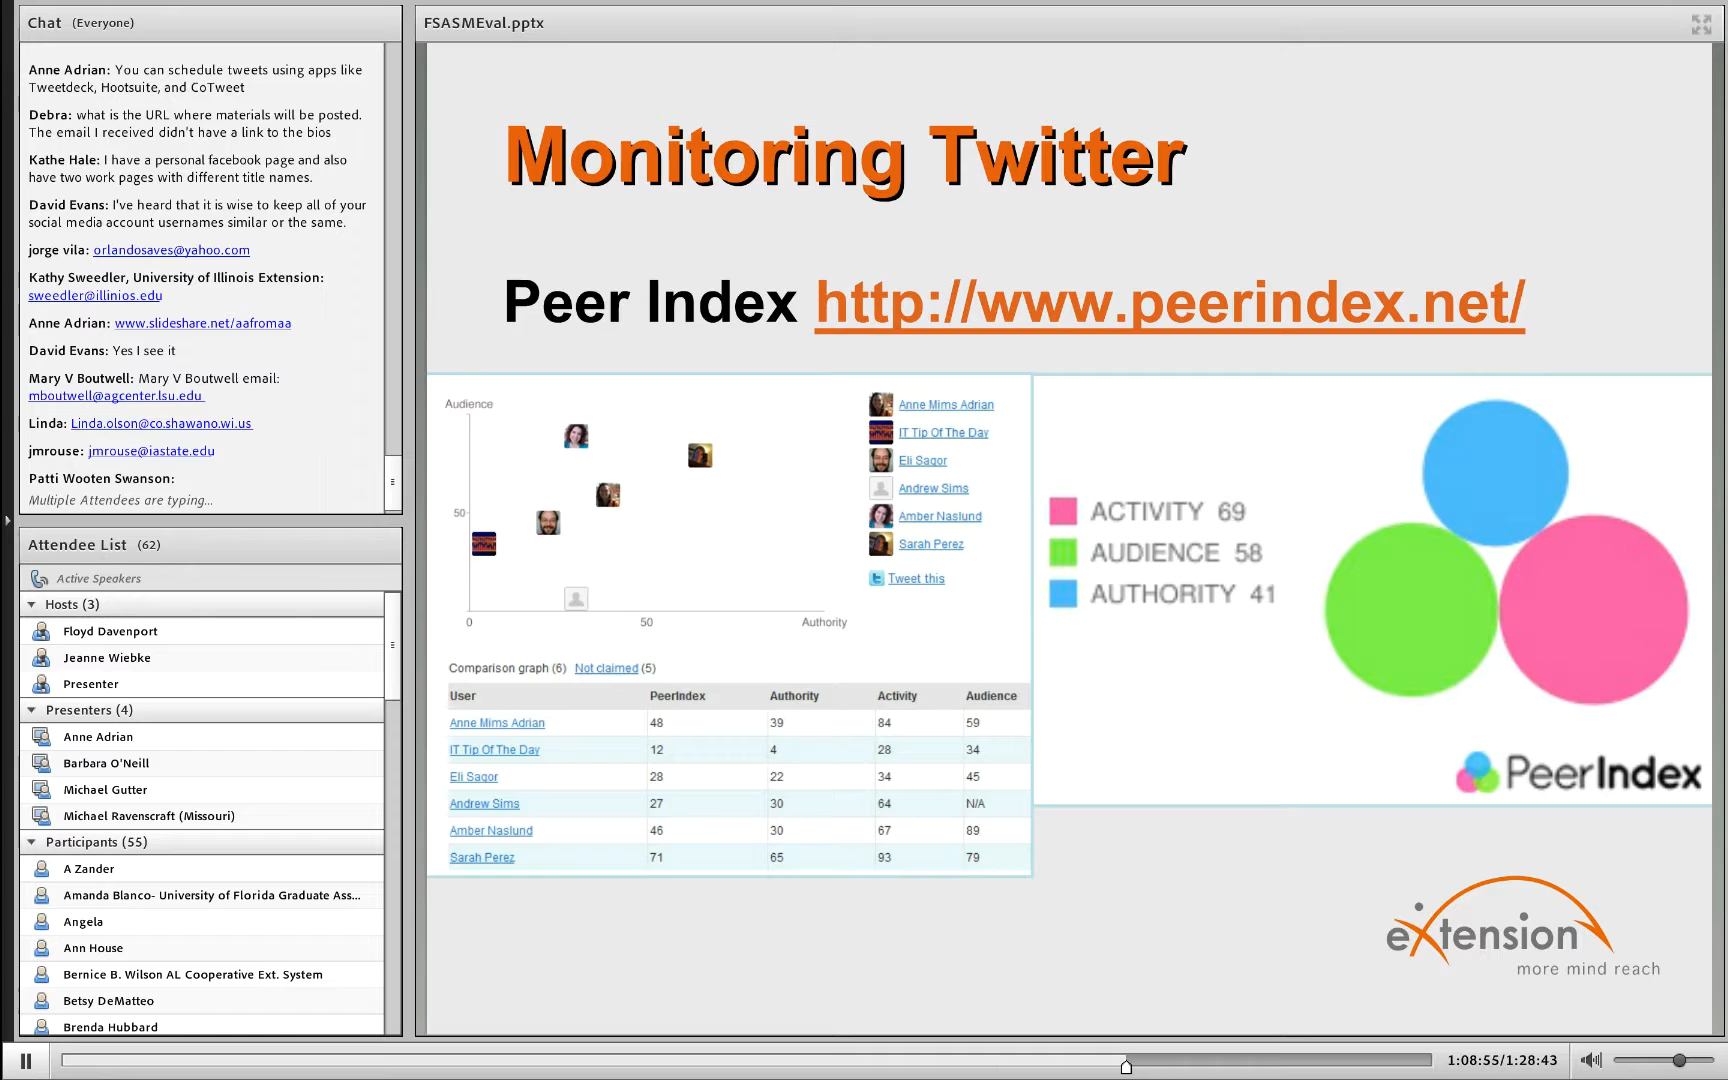 Chat (Everyone)
Anne Adrian: You can schedule tweets using apps like
Tweetdeck, Hootsuite, and CoTweet
Debra: what is the URL where materials will be posted.
The email I received didn't have a link to the bios
Kathe Hale: I have a personal facebook page and also
have two work pages with different title names.
David Evans: I've heard that it is wise to keep all of your
social media account usernames similar or the same.
jorge vila: orlandosaves@yahoo.com
Kathy Sweedler, University of Illinois Extension:
sweedler@illinios.edu
Anne Adrian: www.slideshare.net/aafromaa
David Evans: Yes I see it
Mary V Boutwell: Mary V Boutwell email:
mboutwell@agcenter.lsu.edu
Linda: Linda.olson@co.shawano.wi.us
jmrouse: jmrouse@iastate.edu
Patti Wooten Swanson:
Multiple Attendees are typing...
Attendee List (62)
Active Speakers
Hosts (3)
Floyd Davenport
Jeanne Wiebke
Presenter
Presenters (4)
Anne Adrian
Barbara O'Neill
Michael Gutter
Michael Ravenscraft (Missouri)
Participants (55)
A Zander
Amanda Blanco- University of Florida Graduate Ass...
Angela
Ann House
Bernice B. Wilson AL Cooperative Ext. System
Betsy DeMatteo
Brenda Hubbard
FSASMEval.pptx
Monitoring Twitter
Peer Index http://www.peerindex.net/
Audience
50
0 50 Authority
Anne Mims Adrian
IT Tip Of The Day
Eli Sagor
Andrew Sims
Amber Naslund
Sarah Perez
Tweet this
Comparison graph (6) Not claimed (5)
User PeerIndex Authority Activity Audience
Anne Mims Adrian 48 39 84 59
IT Tip Of The Day 12 4 28 34
Eli Sagor 28 22 34 45
Andrew Sims 27 30 64 N/A
Amber Naslund 46 30 67 89
Sarah Perez 71 65 93 79
ACTIVITY 69
AUDIENCE 58
AUTHORITY 41
PeerIndex
eXtension
more mind reach
1:08:55/1:28:43